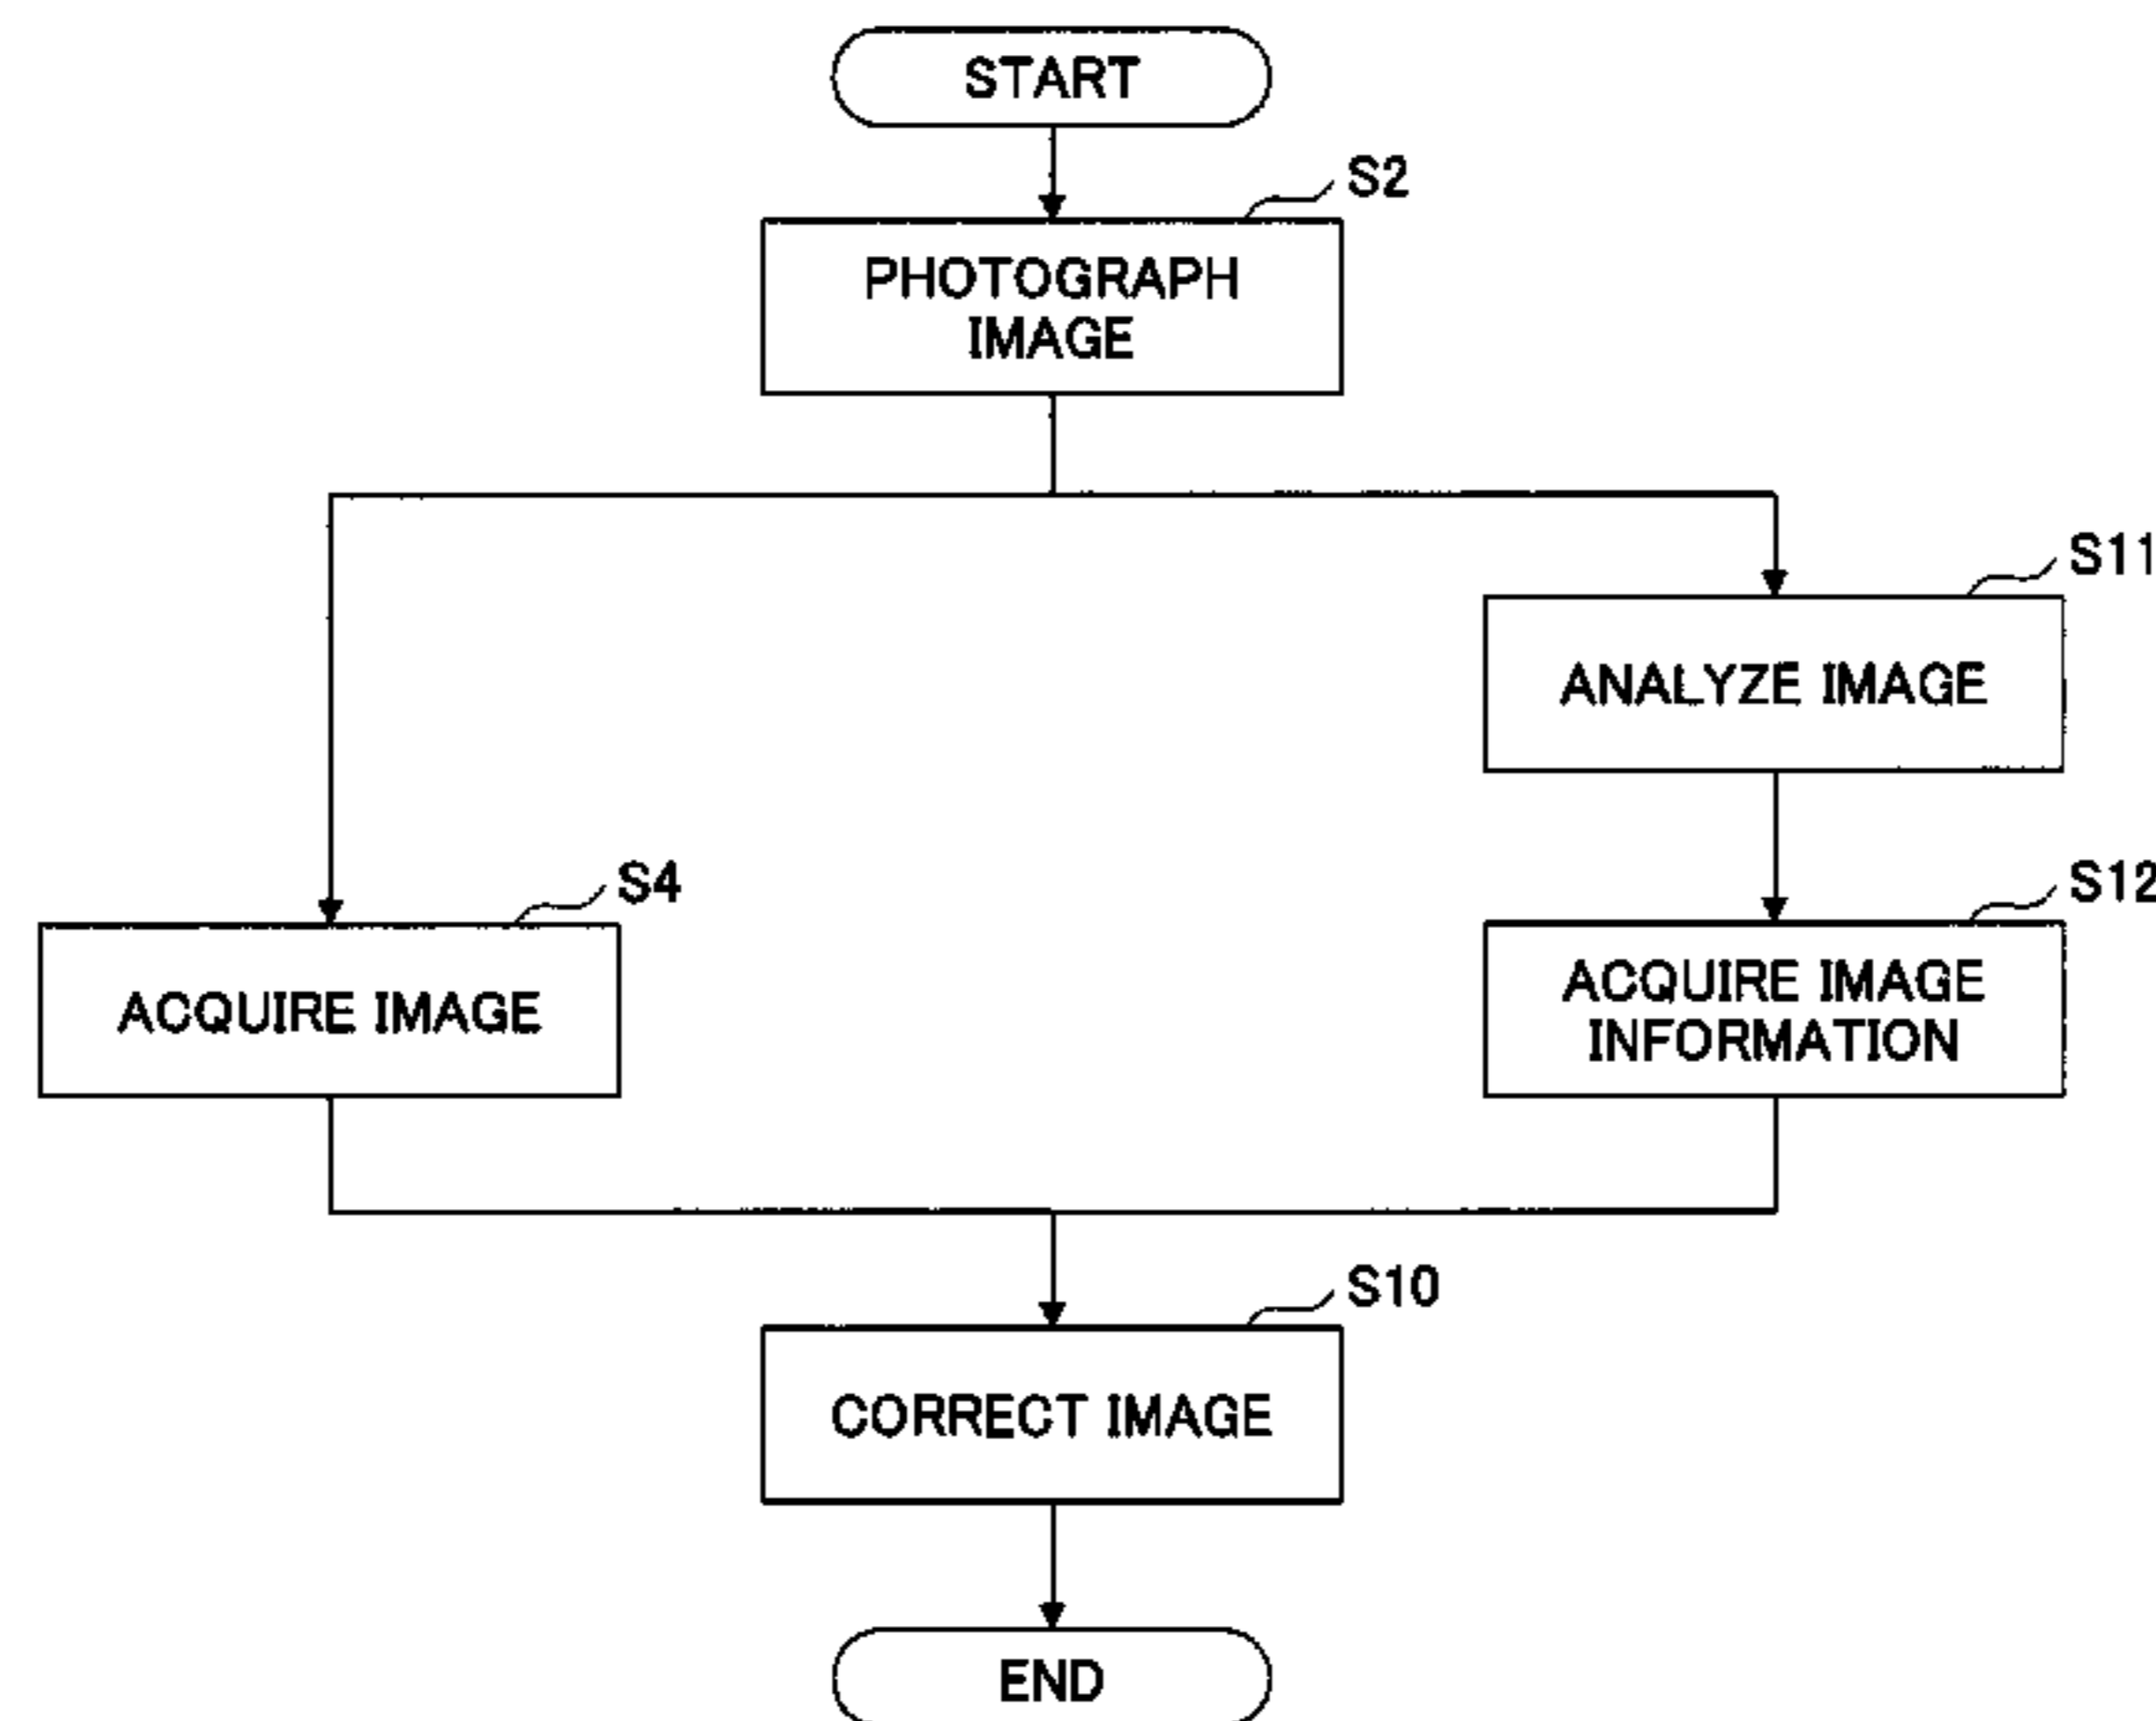 START
S2
PHOTOGRAPH
IMAGE
S11
ANALYZE IMAGE
S4
ACQUIRE IMAGE
S12
ACQUIRE IMAGE
INFORMATION
S10
CORRECT IMAGE
END